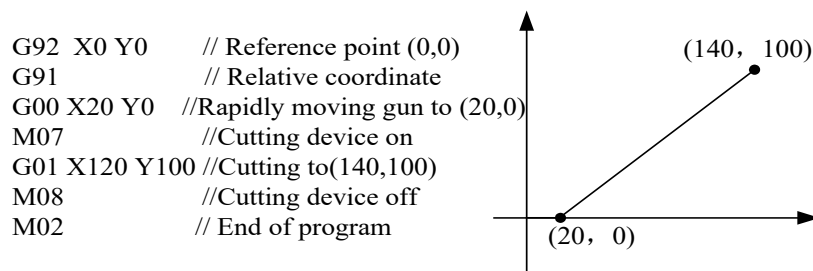 G92 X0 Y0 // Reference point (0,0)
G91 // Relative coordinate
G00 X20 Y0 //Rapidly moving gun to (20,0)
M07 //Cutting device on
G01 X120 Y100 //Cutting to(140,100)
M08 //Cutting device off
M02 // End of program
(140，100)
(20，0)